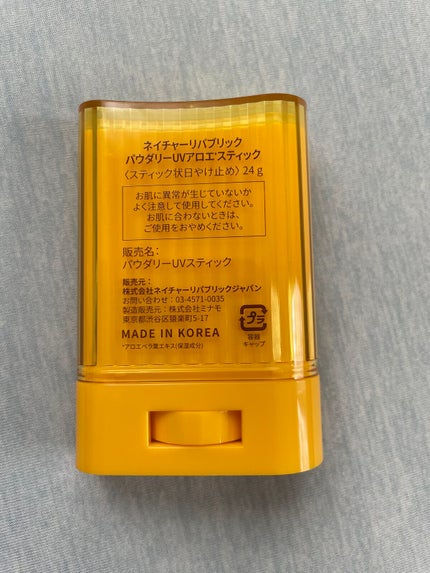 ネイチャーリパブリック
パウダリーUVアロエ*スティック
〈スティック状日やけ止め〉24g
お肌に異常が生じていないか
よく注意して使用してください。
お肌に合わないときは、
ご使用をおやめください。
販売名：
パウダリーUVスティック
販売元：
株式会社ネイチャーリパブリックジャパン
お問い合わせ：03-4571-0035
製造販売元：株式会社ミナモ
東京都渋谷区猿楽町5-17
MADE IN KOREA
*アロエベラ葉エキス(保湿成分)
プラ
容器
キャップ